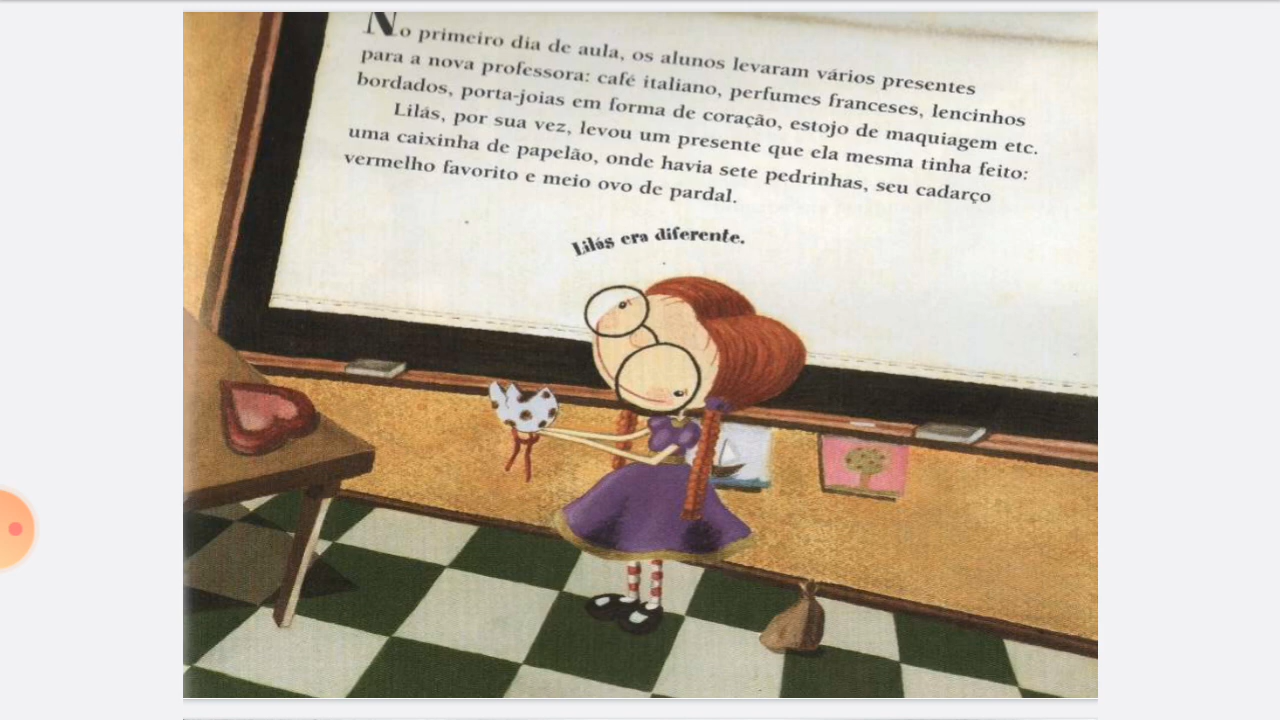 No primeiro dia de aula, os alunos levaram vários presentes
para a nova professora: café italiano, perfumes franceses, lencinhos
bordados, porta-joias em forma de coração, estojo de maquiagem etc.
Lilás, por sua vez, levou um presente que ela mesma tinha feito:
uma caixinha de papelão, onde havia sete pedrinhas, seu cadarço
vermelho favorito e meio ovo de pardal.
Lilás era diferente.